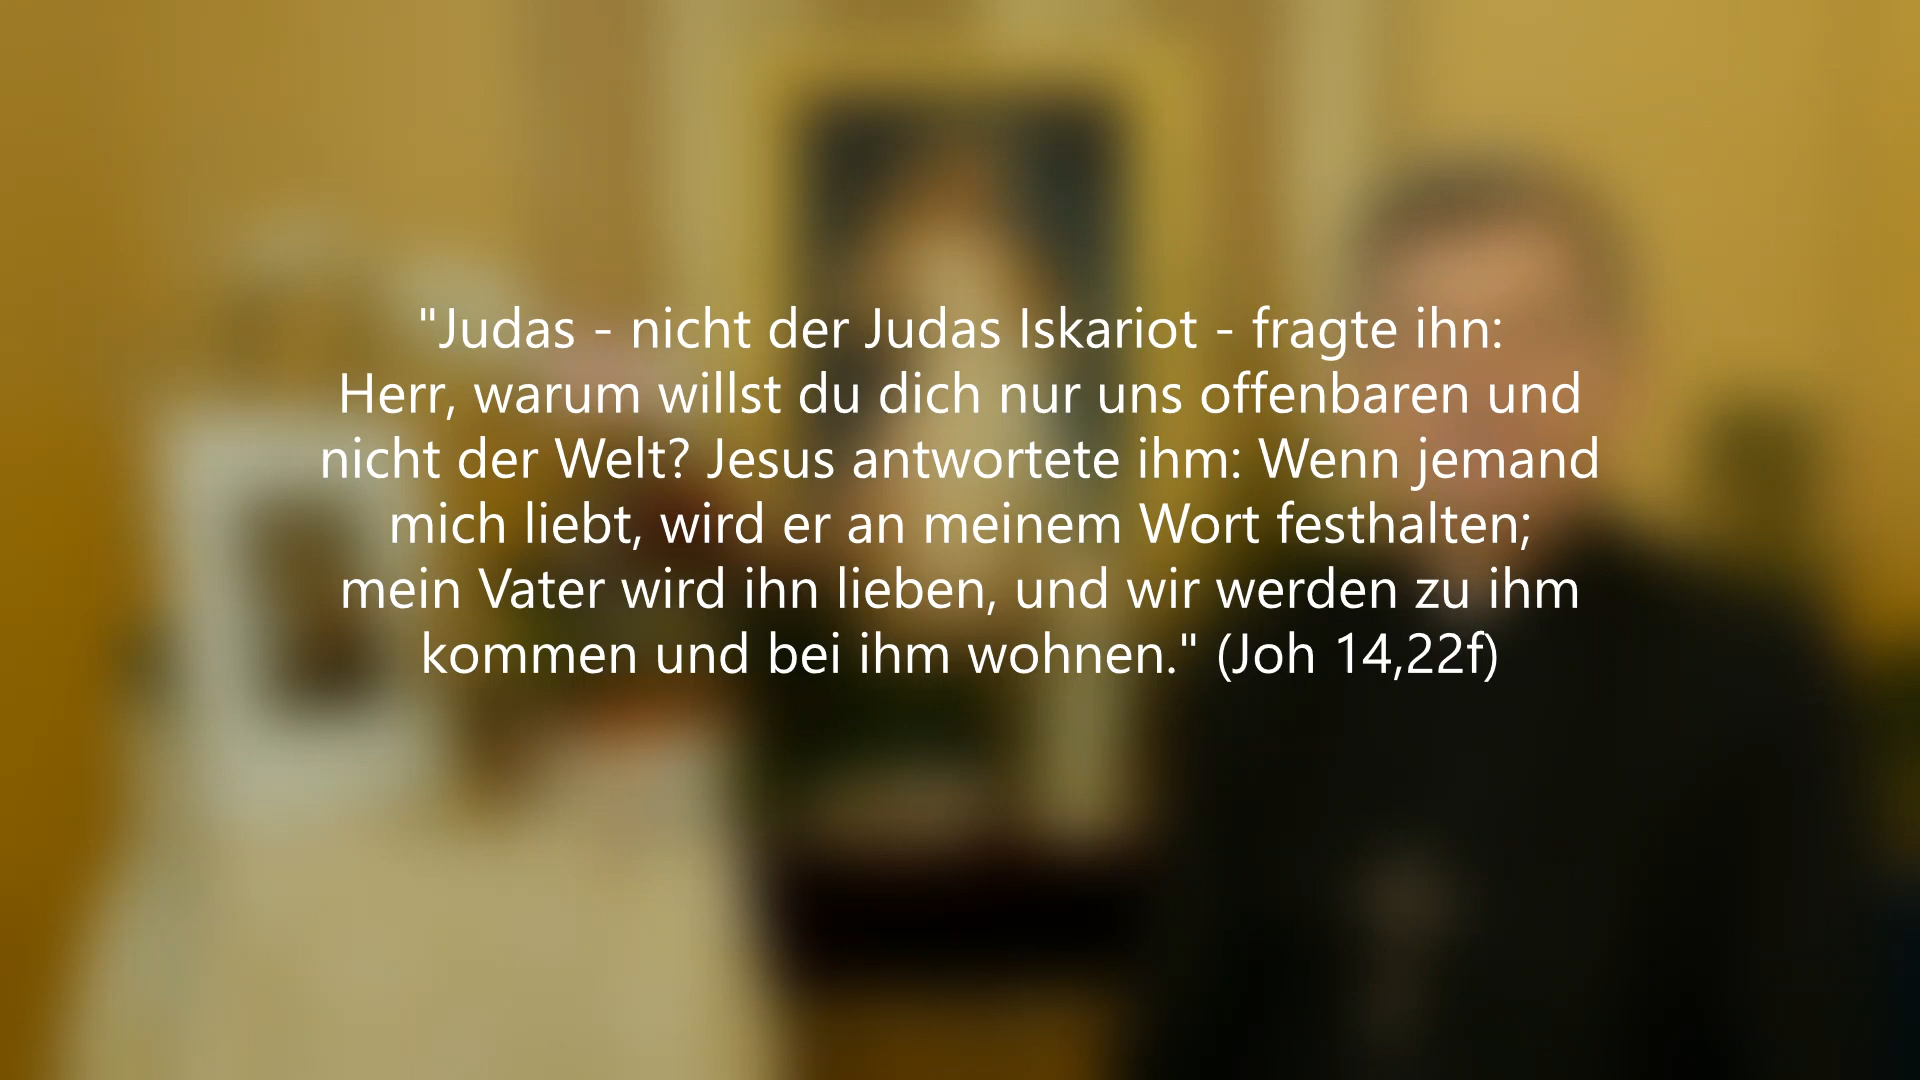 "Judas - nicht der Judas Iskariot - fragte ihn:
Herr, warum willst du dich nur uns offenbaren und
nicht der Welt? Jesus antwortete ihm: Wenn jemand
mich liebt, wird er an meinem Wort festhalten;
mein Vater wird ihn lieben, und wir werden zu ihm
kommen und bei ihm wohnen." (Joh 14,22f)